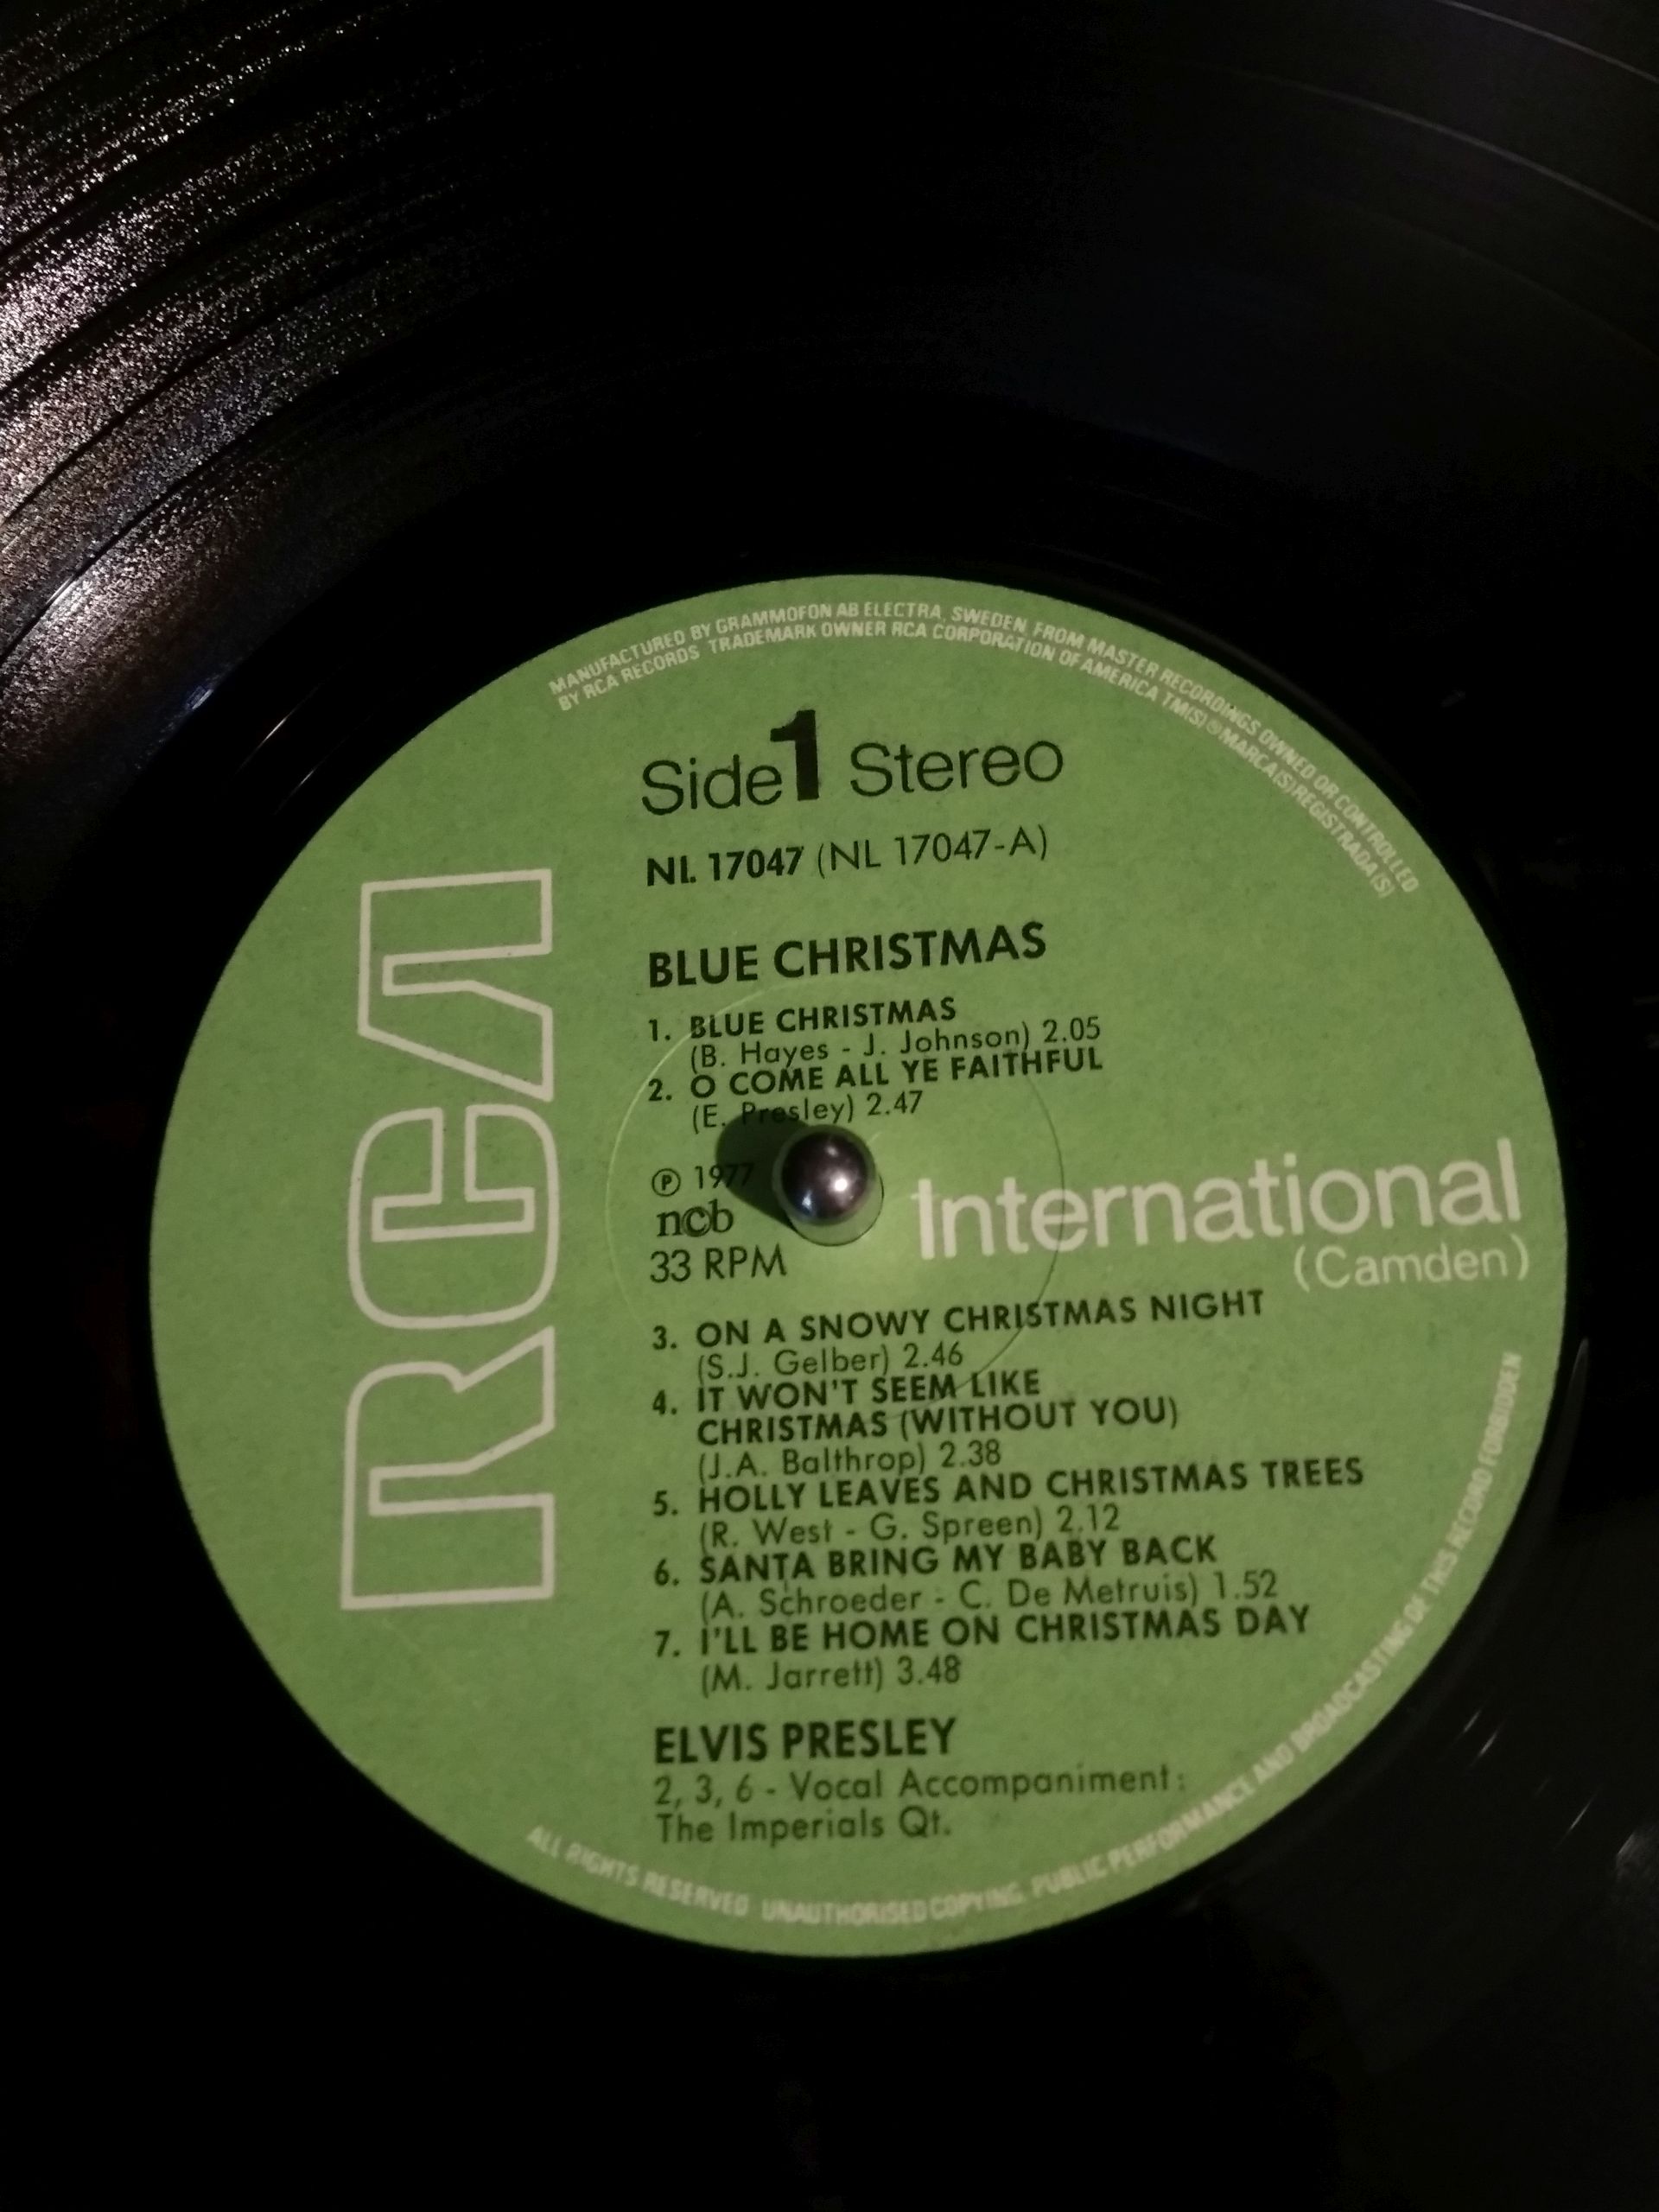 MANUFACTURED BY GRAMMOFON AB ELECTRA, SWEDEN, FROM MASTER RECORDINGS OWNED OR CONTROLLED
BY RCA RECORDS TRADEMARK OWNER RCA CORPORATION OF AMERICA TM(S) ® MARCA(S) REGISTRADA(S)
Side 1 Stereo
NL 17047 (NL 17047-A)
RCA
BLUE CHRISTMAS
1. BLUE CHRISTMAS
(B. Hayes - J. Johnson) 2.05
2. O COME ALL YE FAITHFUL
(E. Presley) 2.47
℗ 1977
ncb
33 RPM
International
(Camden)
3. ON A SNOWY CHRISTMAS NIGHT
(S.J. Gelber) 2.46
4. IT WON'T SEEM LIKE
CHRISTMAS (WITHOUT YOU)
(J.A. Balthrop) 2.38
5. HOLLY LEAVES AND CHRISTMAS TREES
(R. West - G. Spreen) 2.12
6. SANTA BRING MY BABY BACK
(A. Schroeder - C. De Metruis) 1.52
7. I'LL BE HOME ON CHRISTMAS DAY
(M. Jarrett) 3.48
ELVIS PRESLEY
2, 3, 6 - Vocal Accompaniment:
The Imperials Qt.
ALL RIGHTS RESERVED UNAUTHORISED COPYING, PUBLIC PERFORMANCE AND BROADCASTING OF THIS RECORD FORBIDDEN